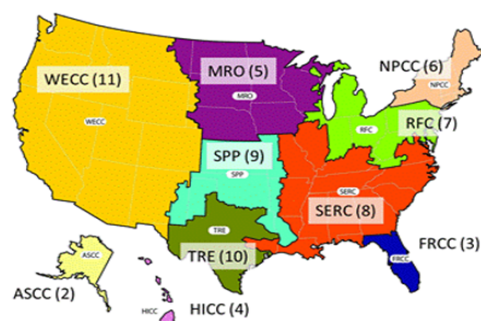 WECC (11)
WECC
MRO (5)
MRO
NPCC (6)
NPCC
RFC (7)
RFC
SPP (9)
SPP
SERC
SERC (8)
TRE
TRE (10)
FRCC (3)
FRCC
ASCC
ASCC (2)
HICC
HICC (4)